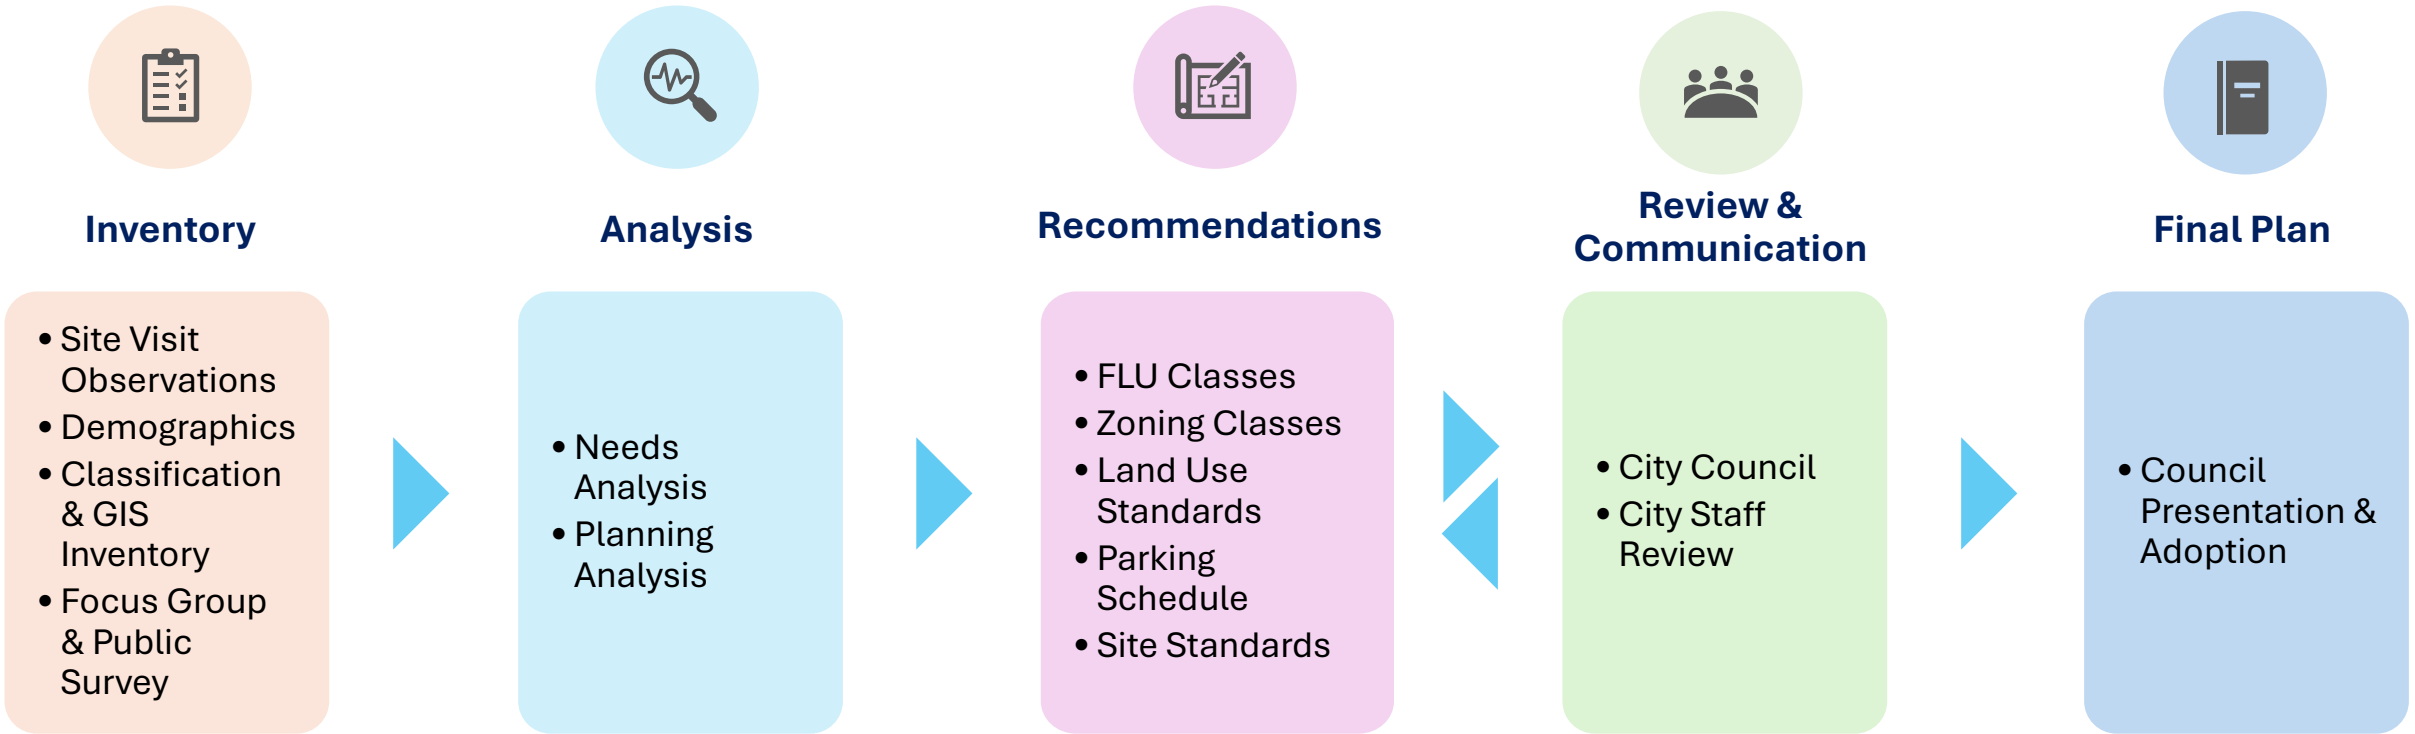 Inventory
• Site Visit
Observations
• Demographics
• Classification
& GIS
Inventory
• Focus Group
& Public
Survey
Analysis
• Needs
Analysis
• Planning
Analysis
Recommendations
• FLU Classes
• Zoning Classes
• Land Use
Standards
• Parking
Schedule
• Site Standards
Review &
Communication
• City Council
• City Staff
Review
Final Plan
• Council
Presentation &
Adoption